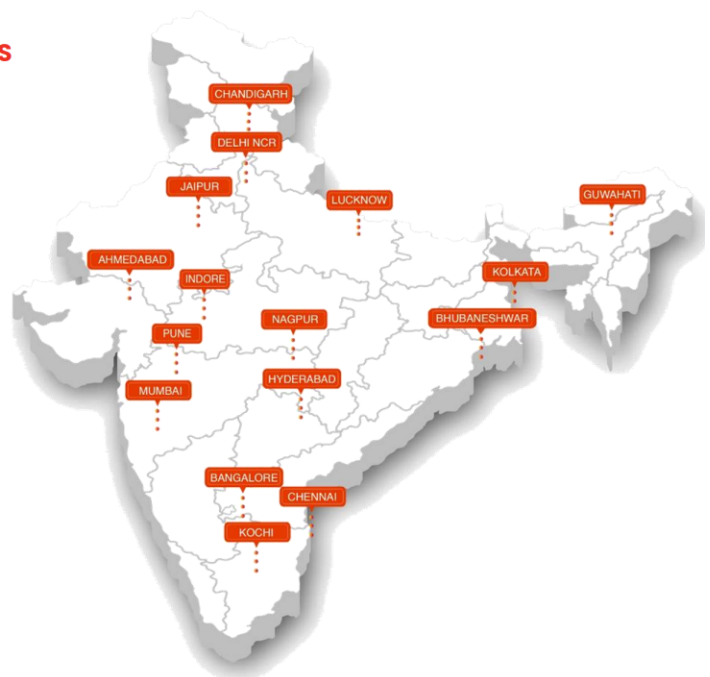 s
CHANDIGARH
DELHI NCR
JAIPUR
LUCKNOW
GUWAHATI
AHMEDABAD
INDORE
KOLKATA
NAGPUR
BHUBANESHWAR
PUNE
HYDERABAD
MUMBAI
BANGALORE
CHENNAI
KOCHI